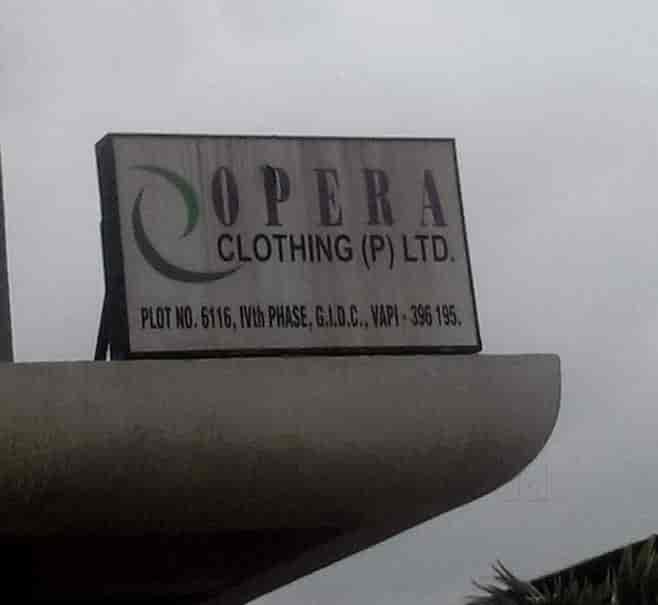 OPERA
CLOTHING (P) LTD.
PLOT NO. 6116, IVth PHASE, G.I.D.C., VAPI - 396 195.